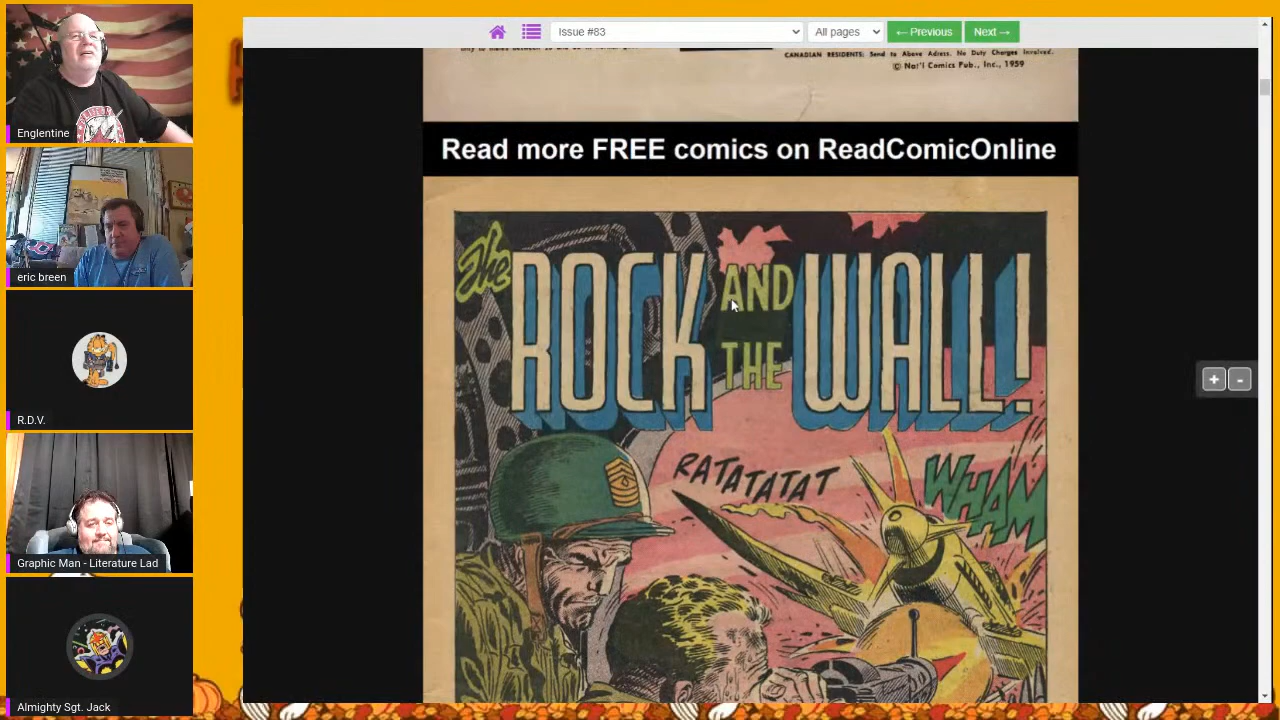 Englentine
eric breen
R.D.V.
Graphic Man - Literature Lad
Almighty Sgt. Jack
Issue #83
All pages
←Previous
Next→
CANADIAN RESIDENTS: Send to Above Adress. No Duty Charges Involved.
© Nat'l Comics Pub., Inc., 1959
Read more FREE comics on ReadComicOnline
The ROCK AND THE WALL!
RATATATAT
WHAM
+ -